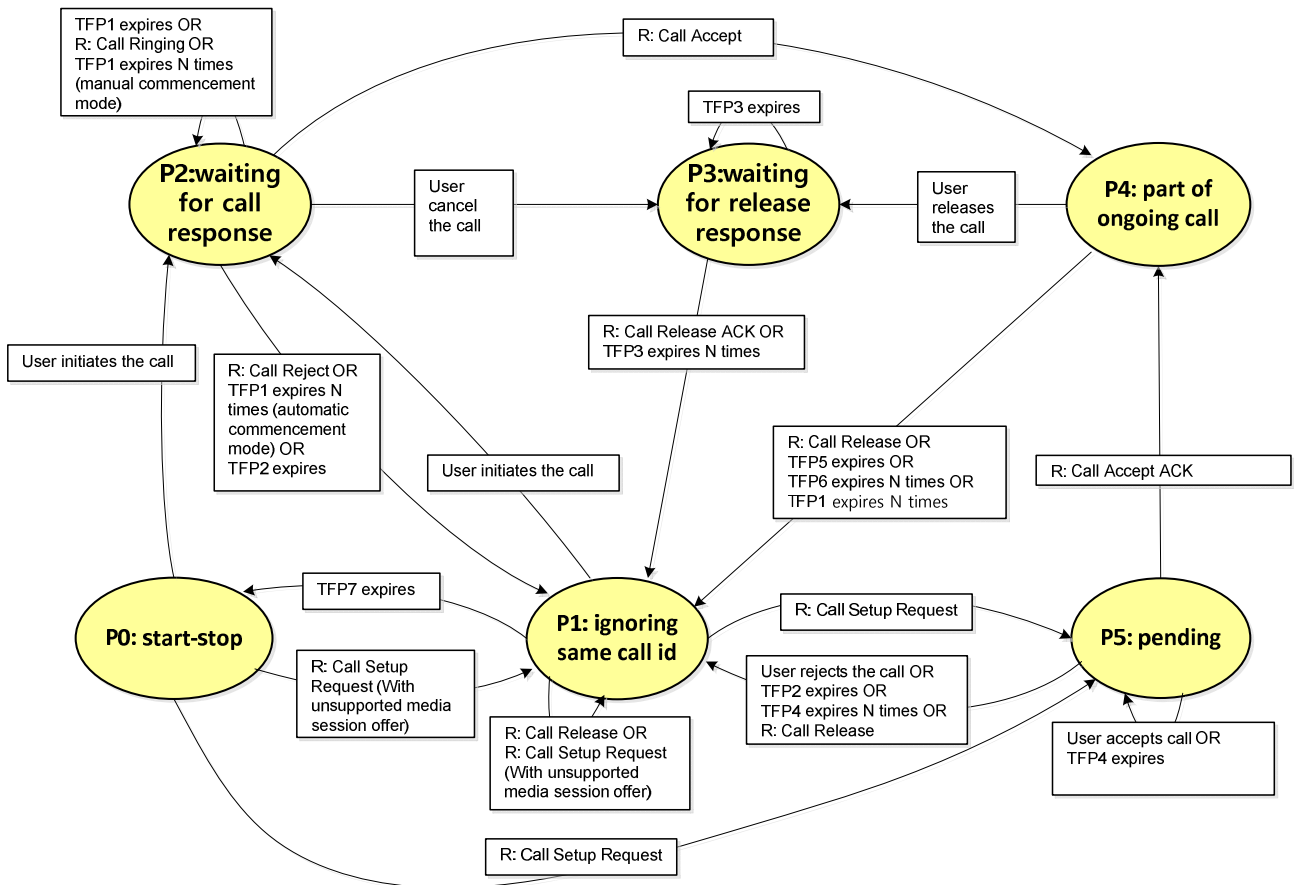 TFP1 expires OR
R: Call Ringing OR
TFP1 expires N times
(manual commencement
mode)
R: Call Accept
TFP3 expires
P2:waiting
for call
response
User
cancel
the call
P3:waiting
for release
response
User
releases
the call
P4: part of
ongoing call
User initiates the call
R: Call Reject OR
TFP1 expires N
times (automatic
commencement
mode) OR
TFP2 expires
R: Call Release ACK OR
TFP3 expires N times
User initiates the call
R: Call Release OR
TFP5 expires OR
TFP6 expires N times OR
TFP1 expires N times
R: Call Accept ACK
TFP7 expires
P0: start-stop
P1: ignoring
same call id
R: Call Setup Request
P5: pending
R: Call Setup
Request (With
unsupported media
session offer)
User rejects the call OR
TFP2 expires OR
TFP4 expires N times OR
R: Call Release
R: Call Release OR
R: Call Setup Request
(With unsupported
media session offer)
User accepts call OR
TFP4 expires
R: Call Setup Request